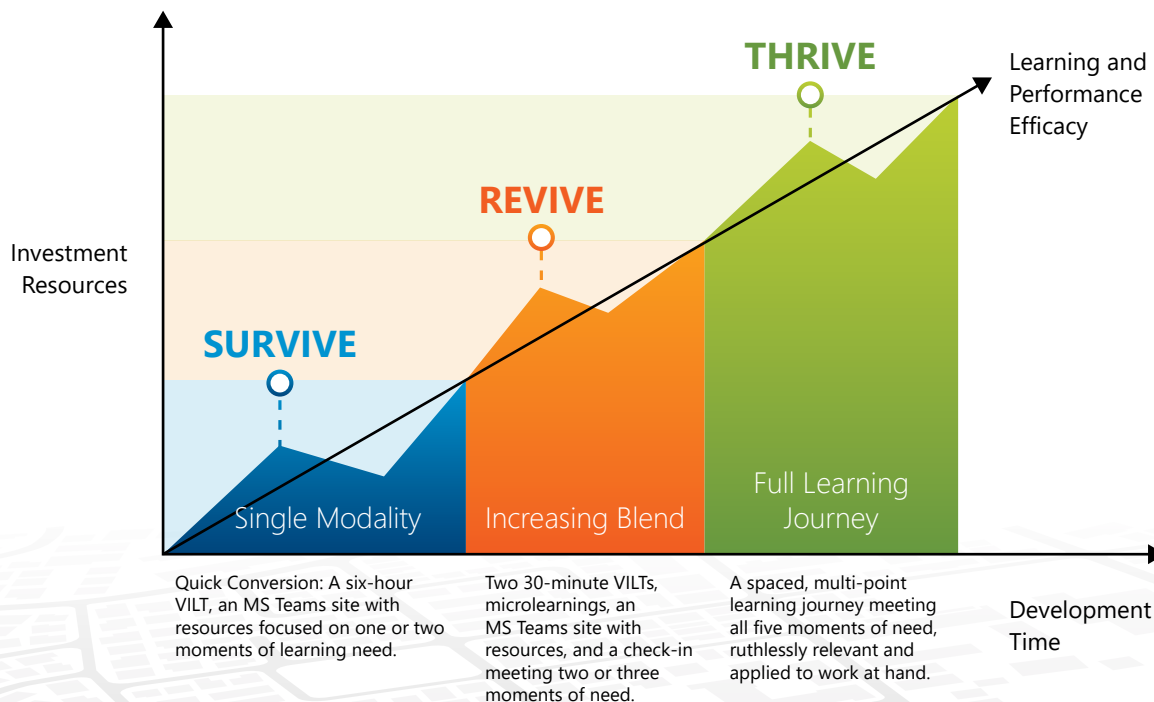 THRIVE
Learning and
Performance
Efficacy
REVIVE
Investment
Resources
SURVIVE
Single Modality
Increasing Blend
Full Learning
Journey
Quick Conversion: A six-hour
VILT, an MS Teams site with
resources focused on one or two
moments of learning need.
Two 30-minute VILTs,
microlearnings, an
MS Teams site with
resources, and a check-in
meeting two or three
moments of need.
A spaced, multi-point
learning journey meeting
all five moments of need,
ruthlessly relevant and
applied to work at hand.
Development
Time